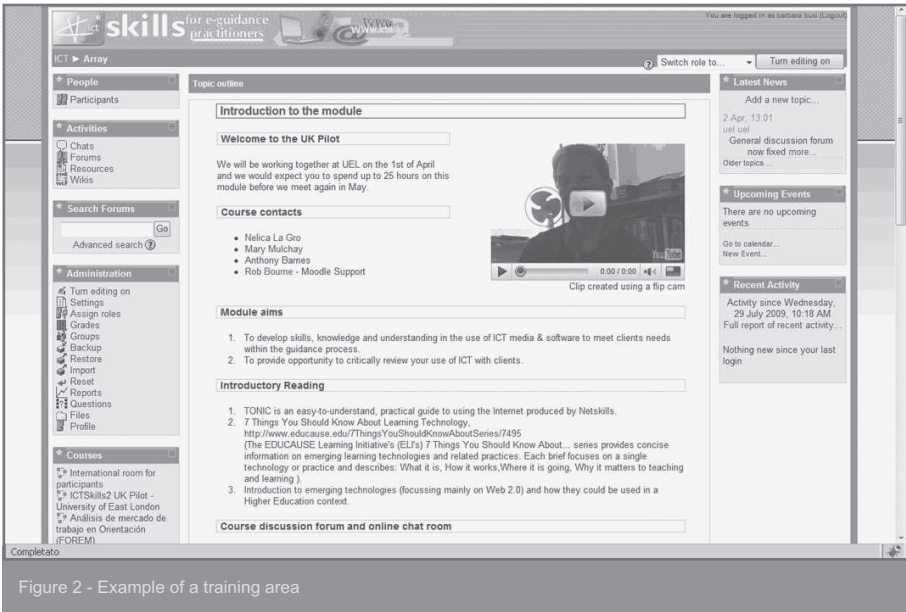 ict skills for e-guidance
practitioners
www
You are logged in as barbara busi (Logout)
ICT ► Array
Switch role to...
Turn editing on
People
Participants
Activities
Chats
Forums
Resources
Wikis
Search Forums
Go
Advanced search
Administration
Turn editing on
Settings
Assign roles
Grades
Groups
Backup
Restore
Import
Reset
Reports
Questions
Files
Profile
Courses
International room for
participants
ICTSkills2 UK Pilot -
University of East London
Análisis de mercado de
trabajo en Orientación
(FOREM)
Topic outline
Introduction to the module
Welcome to the UK Pilot
We will be working together at UEL on the 1st of April
and we would expect you to spend up to 25 hours on this
module before we meet again in May.
Course contacts
Nelica La Gro
Mary Mulchay
Anthony Barnes
Rob Bourne - Moodle Support
You Tube
0:00 / 0:00
Clip created using a flip cam
Module aims
1. To develop skills, knowledge and understanding in the use of ICT media & software to meet clients needs
within the guidance process.
2. To provide opportunity to critically review your use of ICT with clients.
Introductory Reading
1. TONIC is an easy-to-understand, practical guide to using the Internet produced by Netskills.
2. 7 Things You Should Know About Learning Technology,
http://www.educause.edu/7ThingsYouShouldKnowAboutSeries/7495
(The EDUCAUSE Learning Initiative's (ELI's) 7 Things You Should Know About... series provides concise
information on emerging learning technologies and related practices. Each brief focuses on a single
technology or practice and describes: What it is, How it works,Where it is going, Why it matters to teaching
and learning ).
3. Introduction to emerging technologies (focussing mainly on Web 2.0) and how they could be used in a
Higher Education context.
Course discussion forum and online chat room
Latest News
Add a new topic...
2 Apr, 13:01
uel uel
General discussion forum
now fixed more...
Older topics ...
Upcoming Events
There are no upcoming
events
Go to calendar...
New Event...
Recent Activity
Activity since Wednesday,
29 July 2009, 10:18 AM
Full report of recent activity...
Nothing new since your last
login
Completato
Figure 2 - Example of a training area